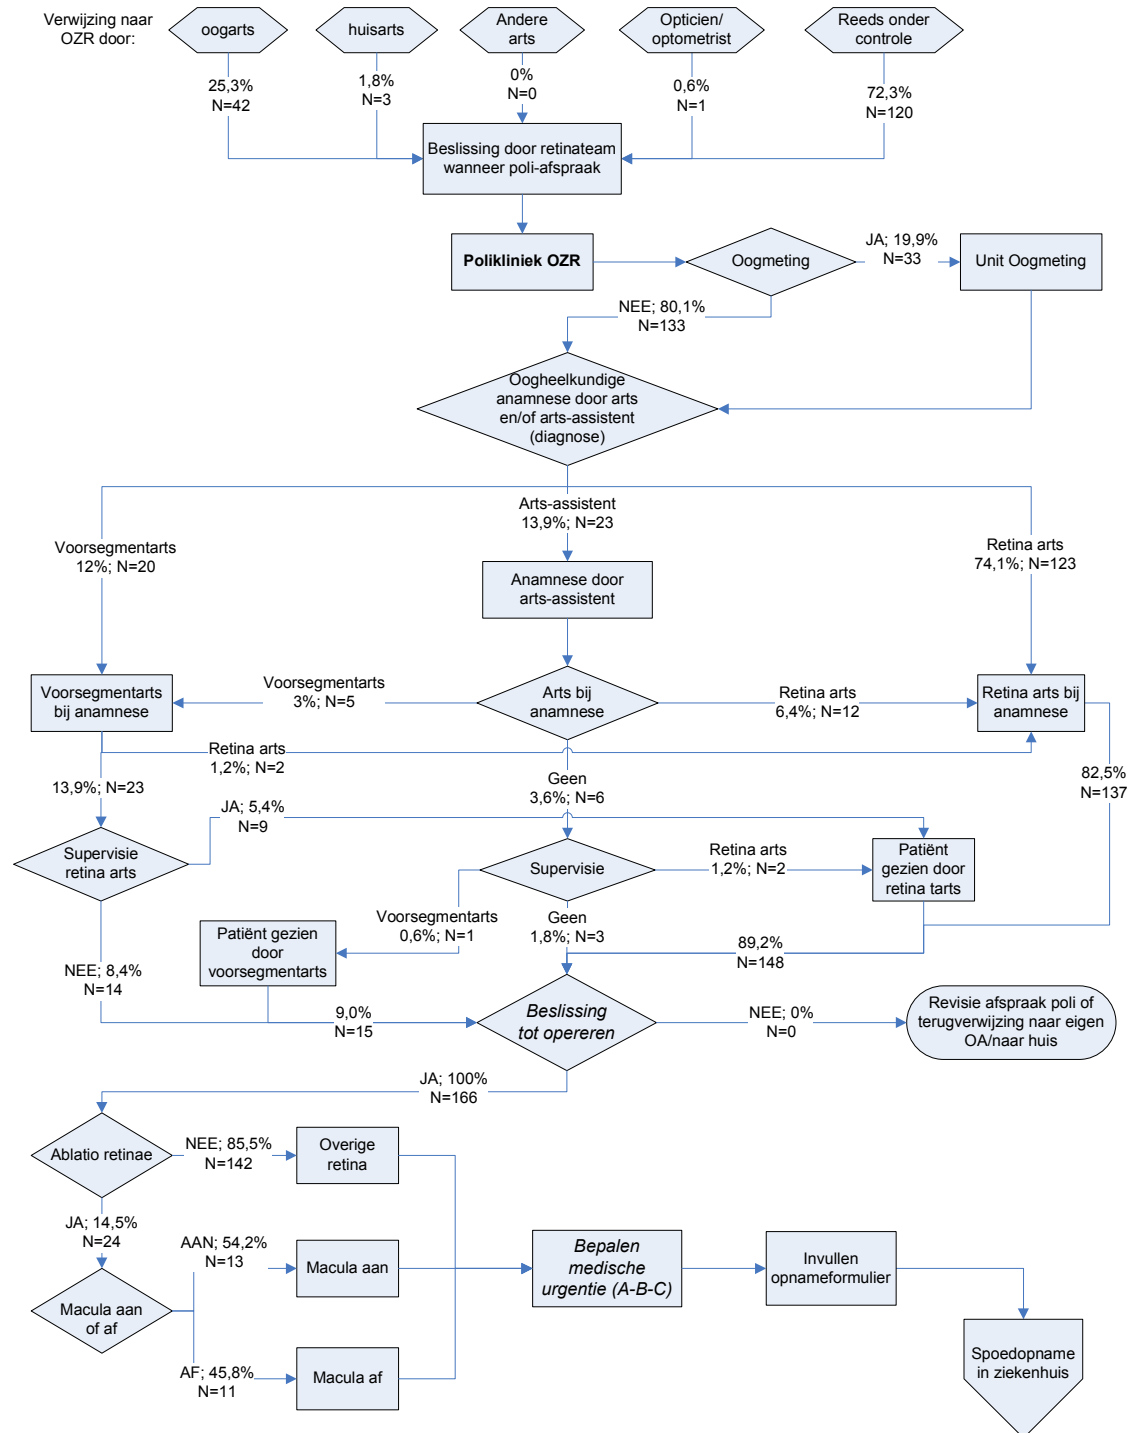 Verwijzing naar
OZR door:
oogarts
huisarts
Andere
arts
Opticien/
optometrist
Reeds onder
controle
25,3%
N=42
1,8%
N=3
0%
N=0
0,6%
N=1
72,3%
N=120
Beslissing door retinateam
wanneer poli-afspraak
Polikliniek OZR
Oogmeting
JA; 19,9%
N=33
Unit Oogmeting
NEE; 80,1%
N=133
Oogheelkundige
anamnese door arts
en/of arts-assistent
(diagnose)
Voorsegmentarts
12%; N=20
Arts-assistent
13,9%; N=23
Retina arts
74,1%; N=123
Anamnese door
arts-assistent
Voorsegmentarts
bij anamnese
Voorsegmentarts
3%; N=5
Arts bij
anamnese
Retina arts
6,4%; N=12
Retina arts bij
anamnese
Retina arts
1,2%; N=2
13,9%; N=23
Geen
3,6%; N=6
82,5%
N=137
JA; 5,4%
N=9
Supervisie
retina arts
Supervisie
Retina arts
1,2%; N=2
Patiënt
gezien door
retina tarts
Voorsegmentarts
0,6%; N=1
Geen
1,8%; N=3
Patiënt gezien
door
voorsegmentarts
89,2%
N=148
NEE; 8,4%
N=14
9,0%
N=15
Beslissing
tot opereren
NEE; 0%
N=0
Revisie afspraak poli of
terugverwijzing naar eigen
OA/naar huis
JA; 100%
N=166
Ablatio retinae
NEE; 85,5%
N=142
Overige
retina
JA; 14,5%
N=24
AAN; 54,2%
N=13
Macula aan
Macula aan
of af
AF; 45,8%
N=11
Macula af
Bepalen
medische
urgentie (A-B-C)
Invullen
opnameformulier
Spoedopname
in ziekenhuis